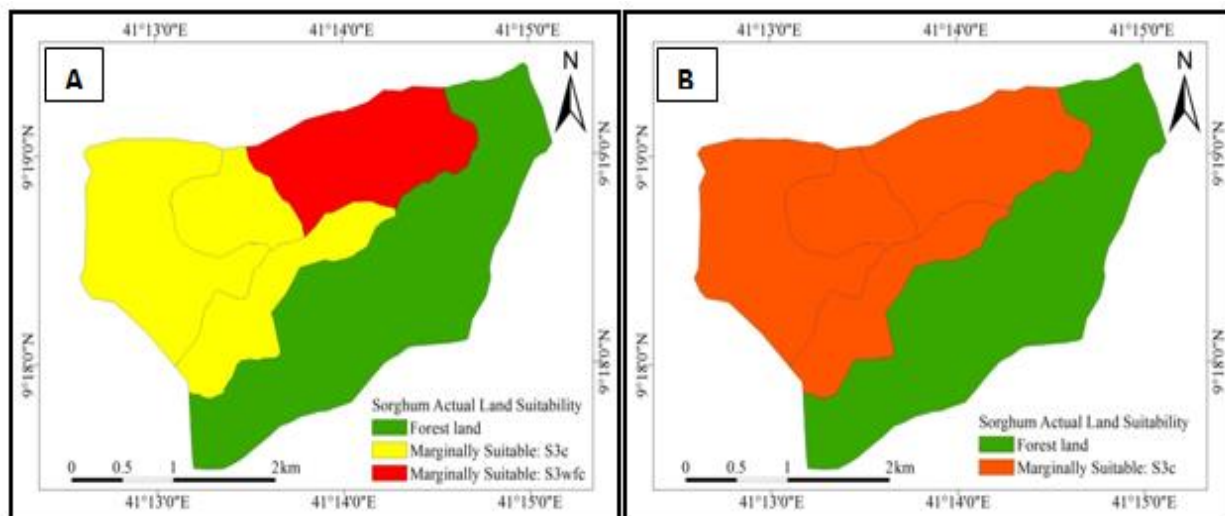 41°13'0"E 41°14'0"E 41°15'0"E
A
N
9°19'0"N 9°19'0"N
9°18'0"N 9°18'0"N
Sorghum Actual Land Suitability
Forest land
Marginally Suitable: S3c
Marginally Suitable: S3wfc
0 0.5 1 2km
41°13'0"E 41°14'0"E 41°15'0"E
41°13'0"E 41°14'0"E 41°15'0"E
B
N
9°19'0"N 9°19'0"N
9°18'0"N 9°18'0"N
Sorghum Actual Land Suitability
Forest land
Marginally Suitable: S3c
0 0.5 1 2km
41°13'0"E 41°14'0"E 41°15'0"E